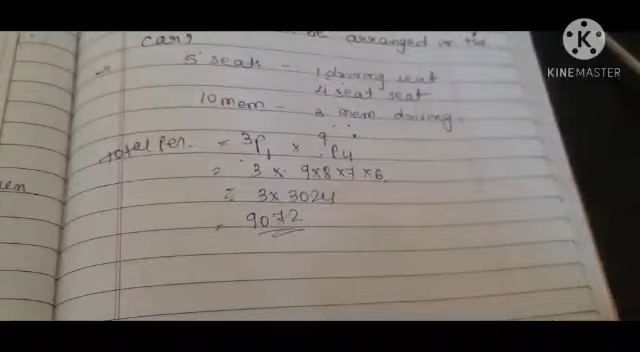 be arranged in the
car?
5 seats - 1 driving seat
4 seat seat
10 mem - 3 mem driving.
Total Per. = ³P₁ × ⁹P₄
= 3 × 9×8×7×6
= 3 × 3024
= 9072
KINEMASTER